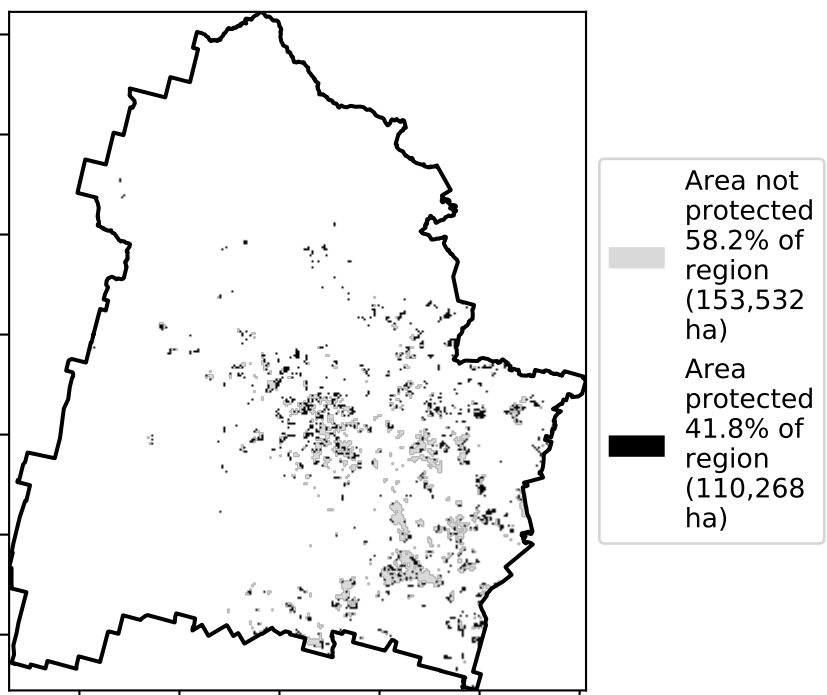 Area not
protected
58.2% of
region
(153,532
ha)
Area
protected
41.8% of
region
(110,268
ha)